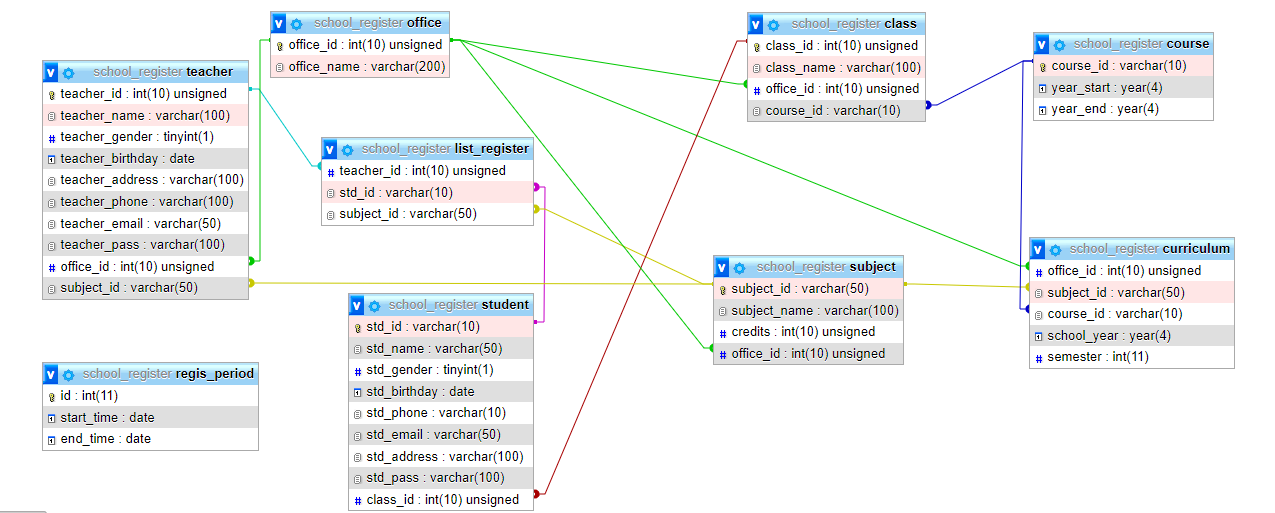 school_register office
office_id : int(10) unsigned
office_name : varchar(200)
school_register class
class_id : int(10) unsigned
class_name : varchar(100)
office_id : int(10) unsigned
course_id : varchar(10)
school_register course
course_id : varchar(10)
year_start : year(4)
year_end : year(4)
school_register teacher
teacher_id : int(10) unsigned
teacher_name : varchar(100)
teacher_gender : tinyint(1)
teacher_birthday : date
teacher_address : varchar(100)
teacher_phone : varchar(100)
teacher_email : varchar(50)
teacher_pass : varchar(100)
office_id : int(10) unsigned
subject_id : varchar(50)
school_register list_register
teacher_id : int(10) unsigned
std_id : varchar(10)
subject_id : varchar(50)
school_register subject
subject_id : varchar(50)
subject_name : varchar(100)
credits : int(10) unsigned
office_id : int(10) unsigned
school_register curriculum
office_id : int(10) unsigned
subject_id : varchar(50)
course_id : varchar(10)
school_year : year(4)
semester : int(11)
school_register student
std_id : varchar(10)
std_name : varchar(50)
std_gender : tinyint(1)
std_birthday : date
std_phone : varchar(10)
std_email : varchar(50)
std_address : varchar(100)
std_pass : varchar(100)
class_id : int(10) unsigned
school_register regis_period
id : int(11)
start_time : date
end_time : date